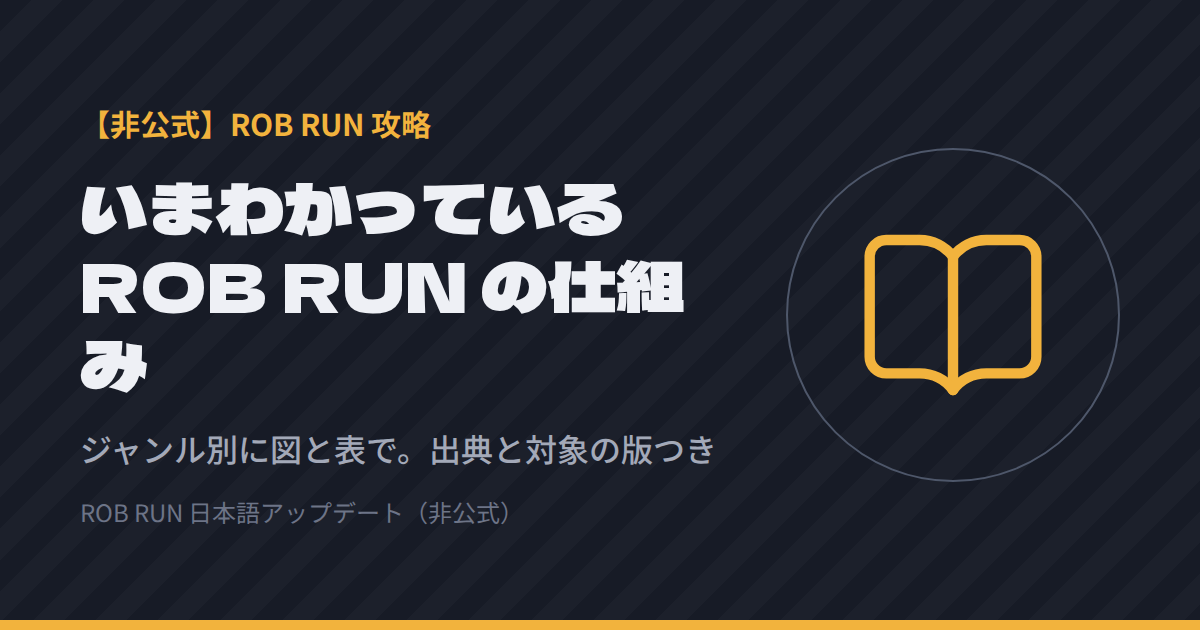 【非公式】ROB RUN 攻略
いまわかっている
ROB RUN の仕組
み
ジャンル別に図と表で。出典と対象の版つき
ROB RUN 日本語アップデート（非公式）